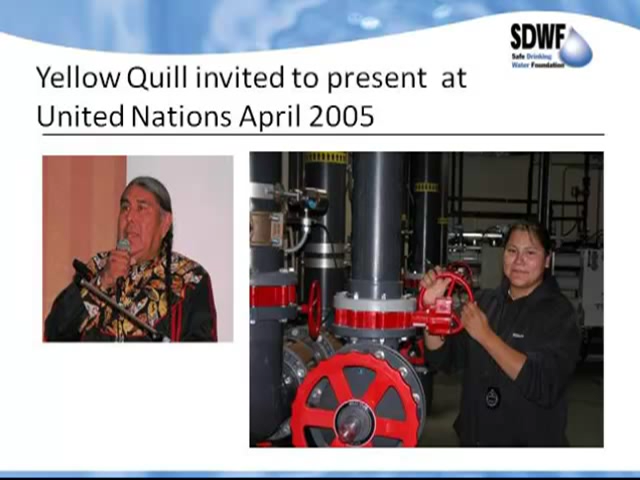 SDWF
Safe Drinking
Water Foundation
Yellow Quill invited to present at
United Nations April 2005